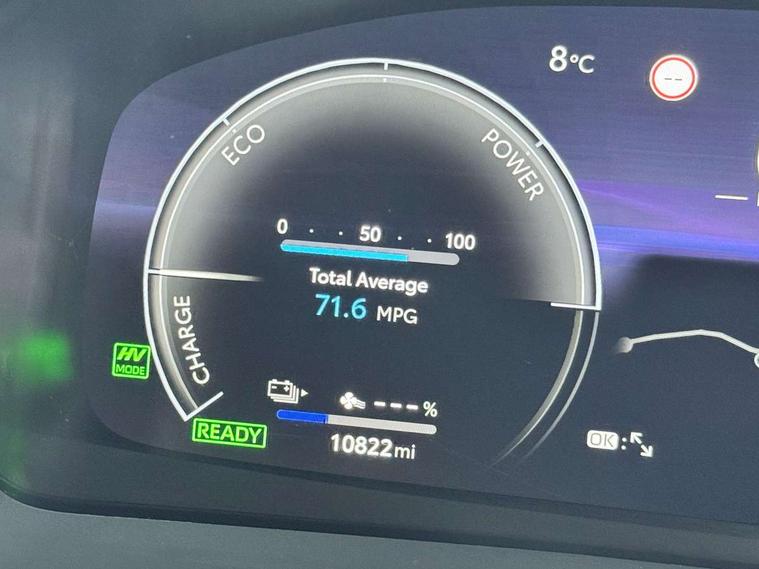 8°C
--
ECO
POWER
0 · · 50 · · 100
Total Average
71.6 MPG
CHARGE
HV
MODE
---%
READY
10822mi
OK: